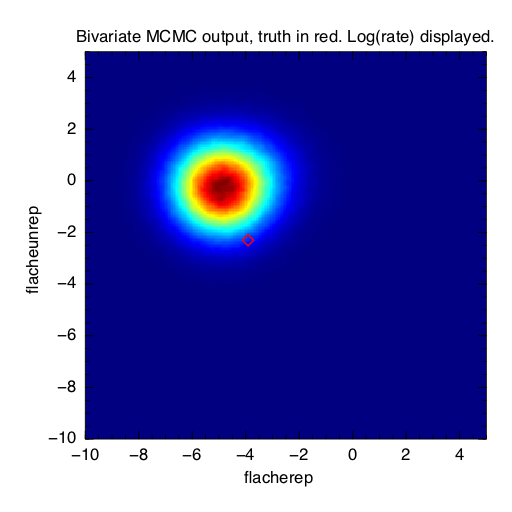 Bivariate MCMC output, truth in red. Log(rate) displayed.
4
2
0
−2
−4
−6
−8
−10
flacheunrep
−10 −8 −6 −4 −2 0 2 4
flacherep